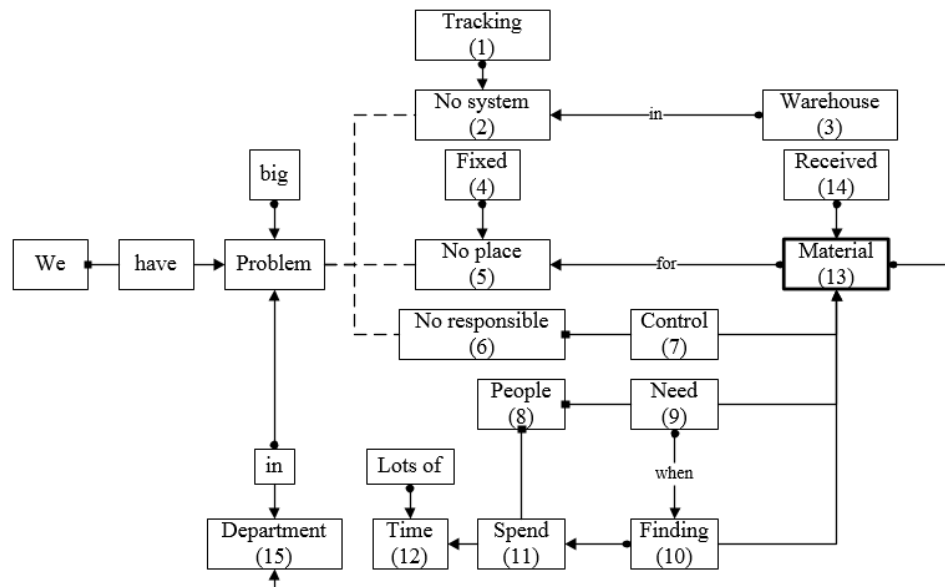 Tracking
(1)
No system
(2)
in
Warehouse
(3)
big
Fixed
(4)
Received
(14)
We
have
Problem
No place
(5)
for
Material
(13)
No responsible
(6)
Control
(7)
People
(8)
Need
(9)
in
Lots of
when
Department
(15)
Time
(12)
Spend
(11)
Finding
(10)